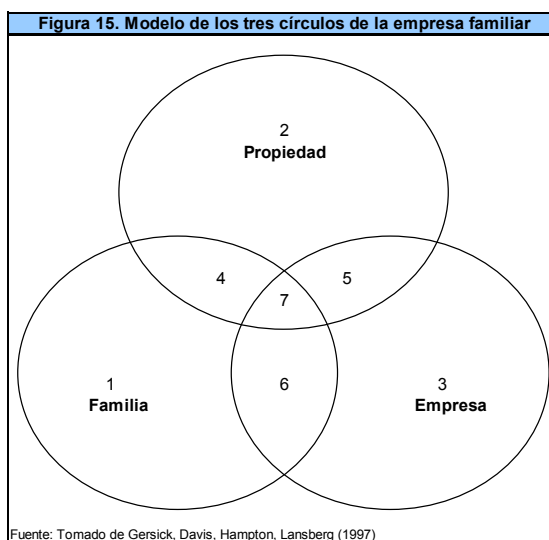 Figura 15. Modelo de los tres círculos de la empresa familiar
2
Propiedad
4
5
7
1
Familia
6
3
Empresa
Fuente: Tomado de Gersick, Davis, Hampton, Lansberg (1997)